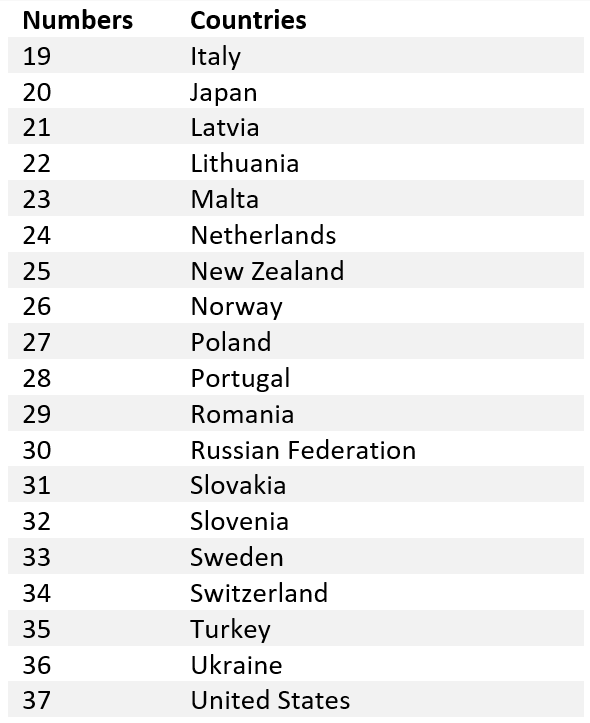 Numbers Countries
19 Italy
20 Japan
21 Latvia
22 Lithuania
23 Malta
24 Netherlands
25 New Zealand
26 Norway
27 Poland
28 Portugal
29 Romania
30 Russian Federation
31 Slovakia
32 Slovenia
33 Sweden
34 Switzerland
35 Turkey
36 Ukraine
37 United States